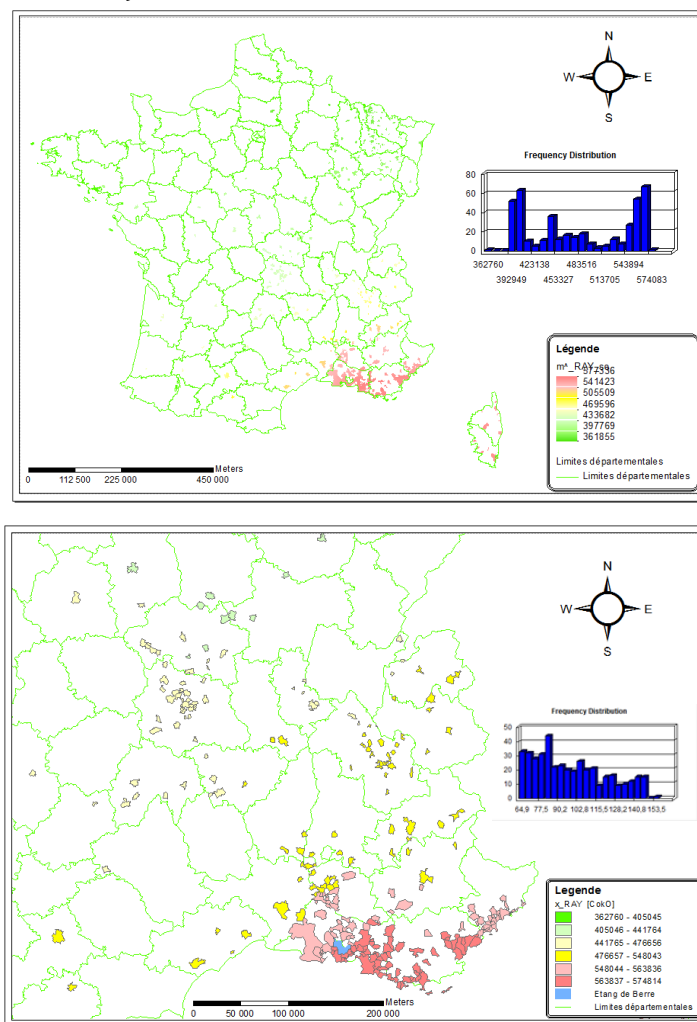 N
W E
S
Frequency Distribution
80
60
40
20
0
362760 423138 483516 543894
392949 453327 513705 574083
Légende
541423
505509
469596
433682
397769
361855
Limites départementales
Limites départementales
Meters
0 112 500 225 000 450 000
N
W E
S
Frequency Distribution
50
40
30
20
10
0
64,9 77,5 90,2 102,8 115,5 128,2 140,8 153,5
Legende
x_RAY [CokO]
362760 - 405045
405046 - 441764
441765 - 476656
476657 - 548043
548044 - 563836
563837 - 574814
Etang de Berre
Limites départementales
Meters
0 50 000 100 000 200 000